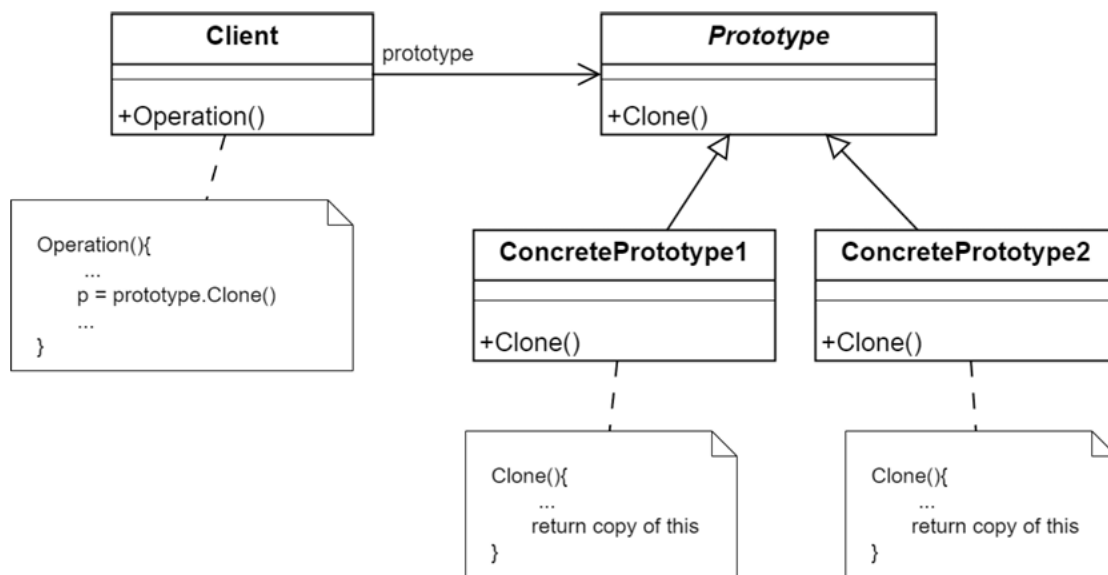 Client
prototype
Prototype
+Operation()
+Clone()
Operation(){
...
p = prototype.Clone()
...
}
ConcretePrototype1
ConcretePrototype2
+Clone()
+Clone()
Clone(){
...
return copy of this
}
Clone(){
...
return copy of this
}